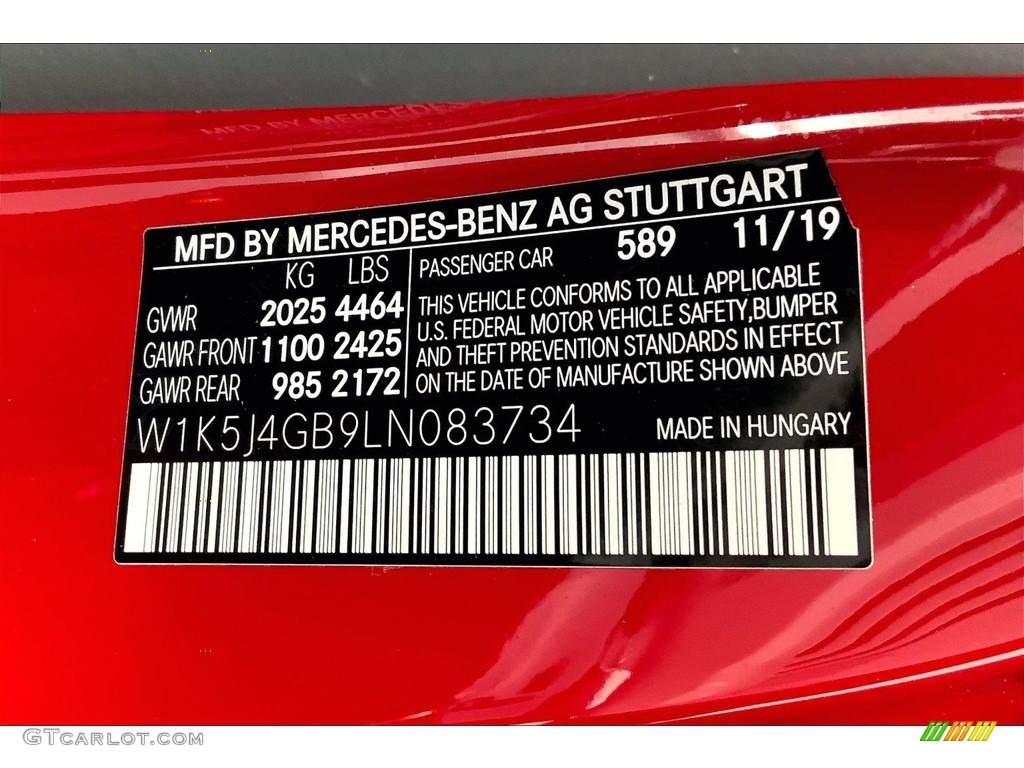 MFD BY MERCEDES-BENZ AG STUTTGART
KG LBS
GVWR 2025 4464
GAWR FRONT 1100 2425
GAWR REAR 985 2172
PASSENGER CAR 589 11/19
THIS VEHICLE CONFORMS TO ALL APPLICABLE
U.S. FEDERAL MOTOR VEHICLE SAFETY,BUMPER
AND THEFT PREVENTION STANDARDS IN EFFECT
ON THE DATE OF MANUFACTURE SHOWN ABOVE
W1K5J4GB9LN083734 MADE IN HUNGARY
GTCarlot.com